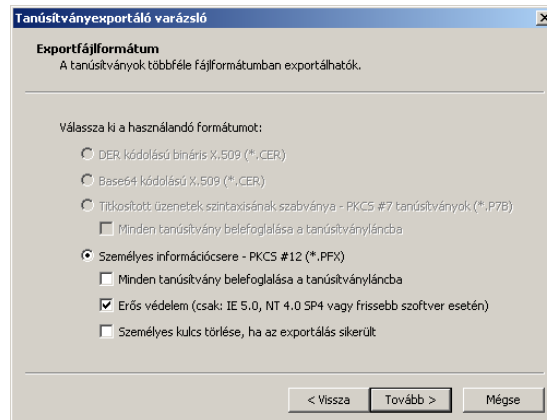 Tanúsítványexportáló varázsló
Exportfájlformátum
A tanúsítványok többféle fájlformátumban exportálhatók.
Válassza ki a használandó formátumot:
DER kódolású bináris X.509 (*.CER)
Base64 kódolású X.509 (*.CER)
Titkosított üzenetek szintaxisának szabványa - PKCS #7 tanúsítványok (*.P7B)
Minden tanúsítvány belefoglalása a tanúsítványláncba
Személyes információcsere - PKCS #12 (*.PFX)
Minden tanúsítvány belefoglalása a tanúsítványláncba
Erős védelem (csak: IE 5.0, NT 4.0 SP4 vagy frissebb szoftver esetén)
Személyes kulcs törlése, ha az exportálás sikerült
< Vissza Tovább > Mégse